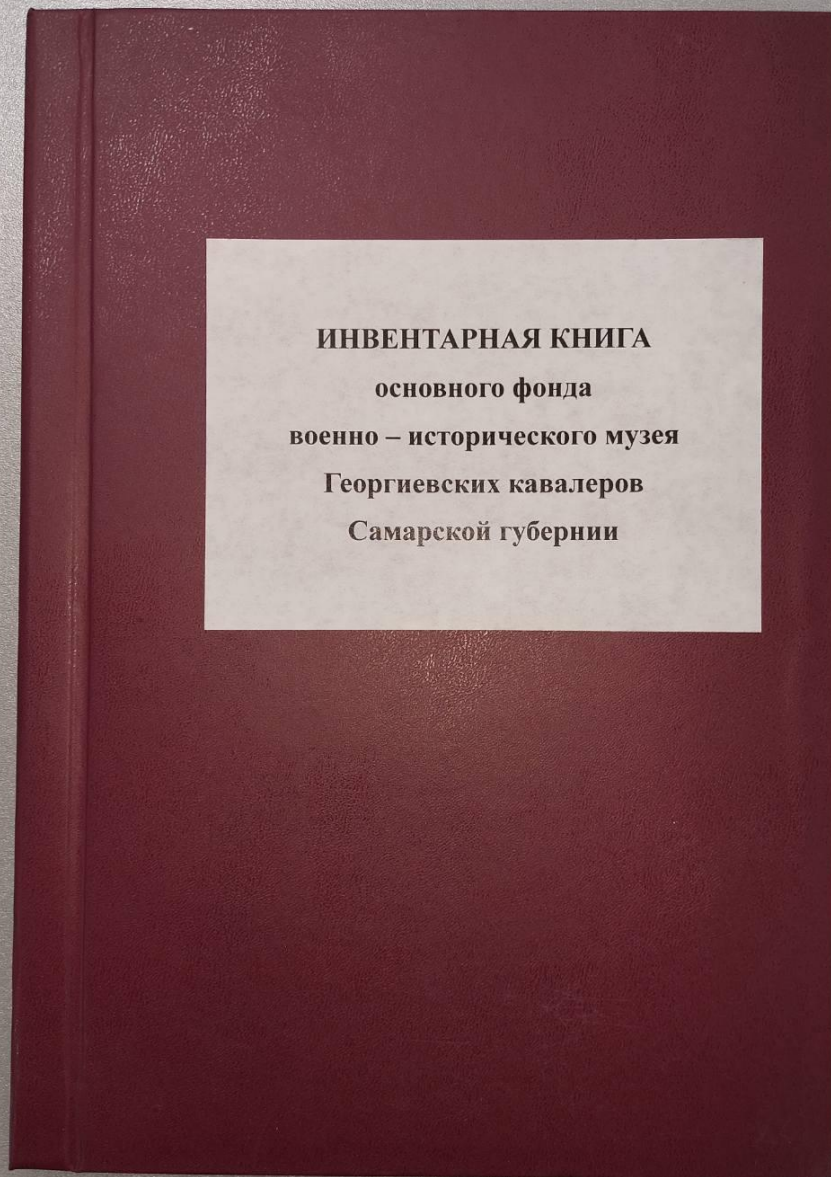 ИНВЕНТАРНАЯ КНИГА
основного фонда
военно – исторического музея
Георгиевских кавалеров
Самарской губернии